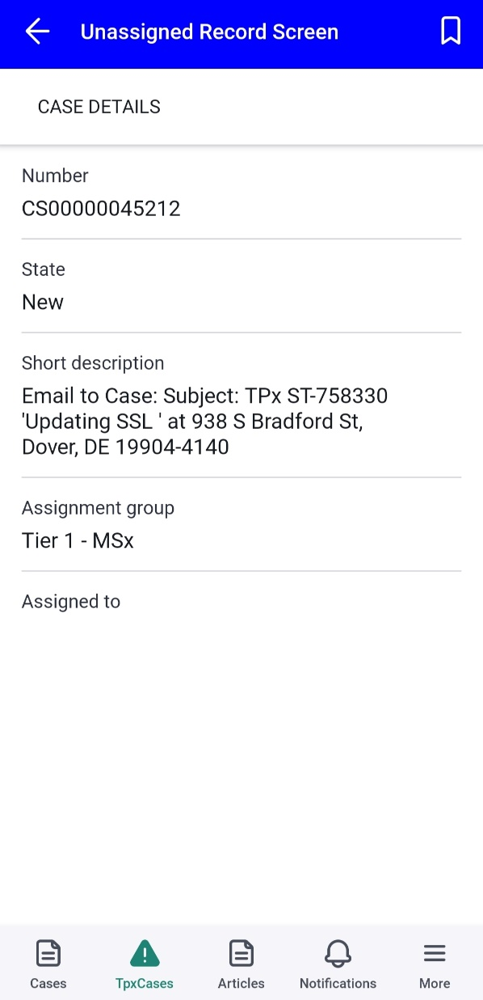 Unassigned Record Screen
CASE DETAILS
Number
CS00000045212
State
New
Short description
Email to Case: Subject: TPx ST-758330
'Updating SSL ' at 938 S Bradford St,
Dover, DE 19904-4140
Assignment group
Tier 1 - MSx
Assigned to
Cases
TpxCases
Articles
Notifications
More